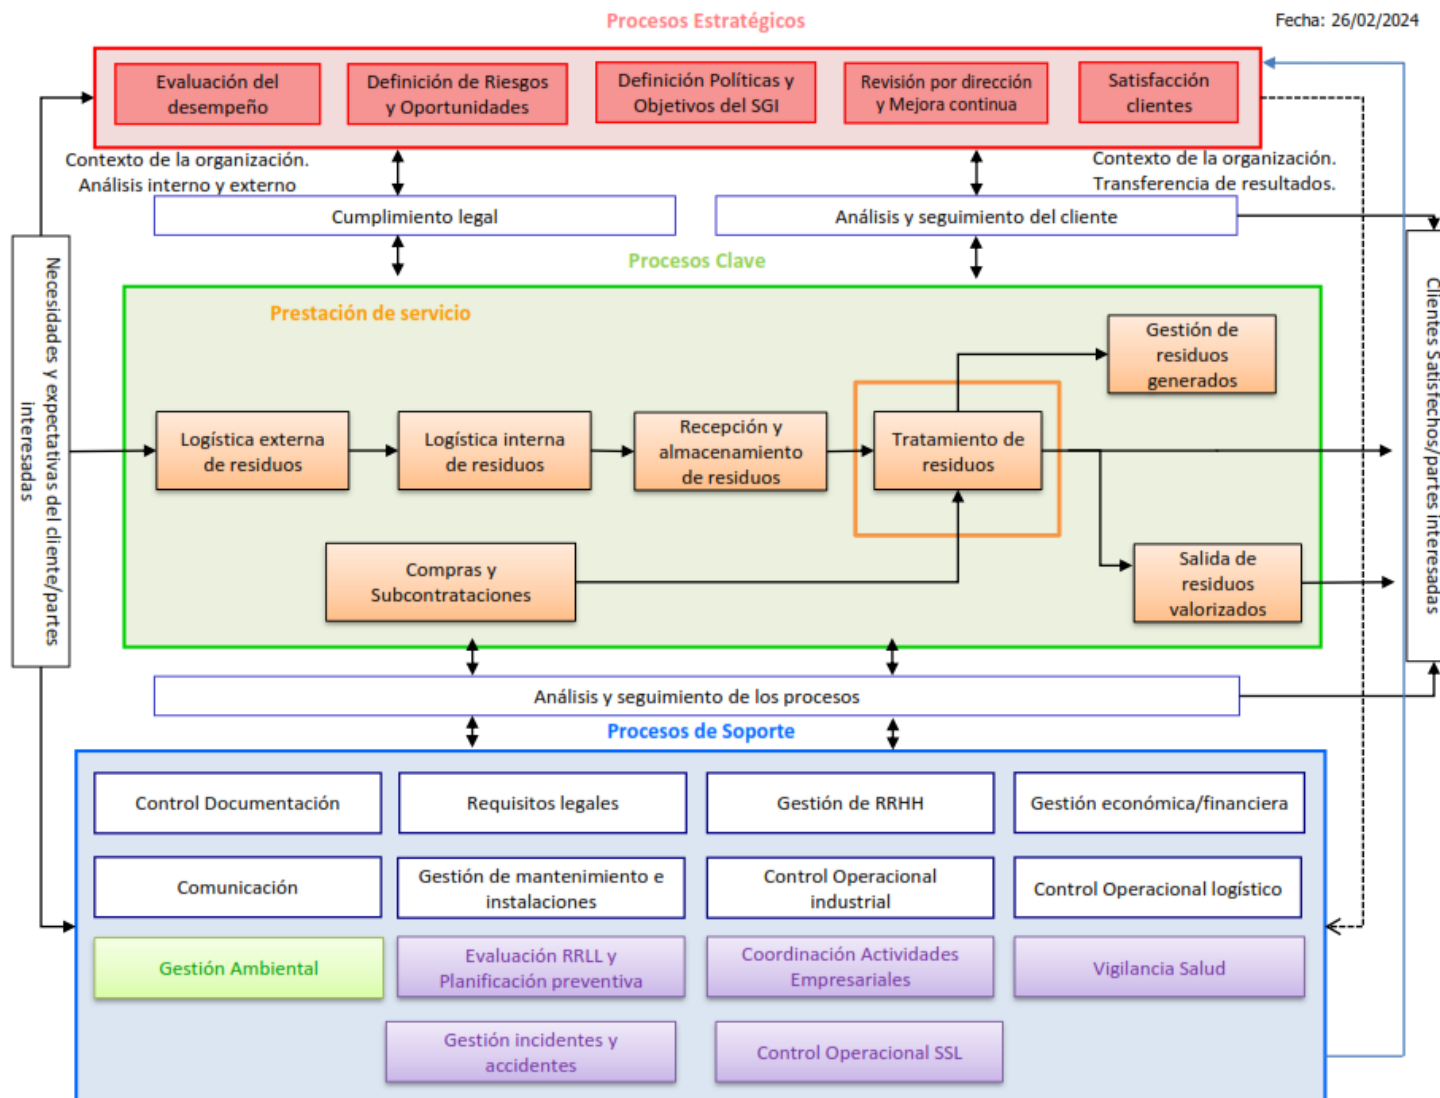 Procesos Estratégicos
Fecha: 26/02/2024
Evaluación del
desempeño
Definición de Riesgos
y Oportunidades
Definición Políticas y
Objetivos del SGI
Revisión por dirección
y Mejora continua
Satisfacción
clientes
Contexto de la organización.
Análisis interno y externo
Contexto de la organización.
Transferencia de resultados.
Cumplimiento legal
Análisis y seguimiento del cliente
Procesos Clave
Necesidades y expectativas del cliente/partes
interesadas
Prestación de servicio
Gestión de
residuos
generados
Logística externa
de residuos
Logística interna
de residuos
Recepción y
almacenamiento
de residuos
Tratamiento de
residuos
Compras y
Subcontrataciones
Salida de
residuos
valorizados
Clientes Satisfechos/partes interesadas
Análisis y seguimiento de los procesos
Procesos de Soporte
Control Documentación
Requisitos legales
Gestión de RRHH
Gestión económica/financiera
Comunicación
Gestión de mantenimiento e
instalaciones
Control Operacional
industrial
Control Operacional logístico
Gestión Ambiental
Evaluación RRLL y
Planificación preventiva
Coordinación Actividades
Empresariales
Vigilancia Salud
Gestión incidentes y
accidentes
Control Operacional SSL